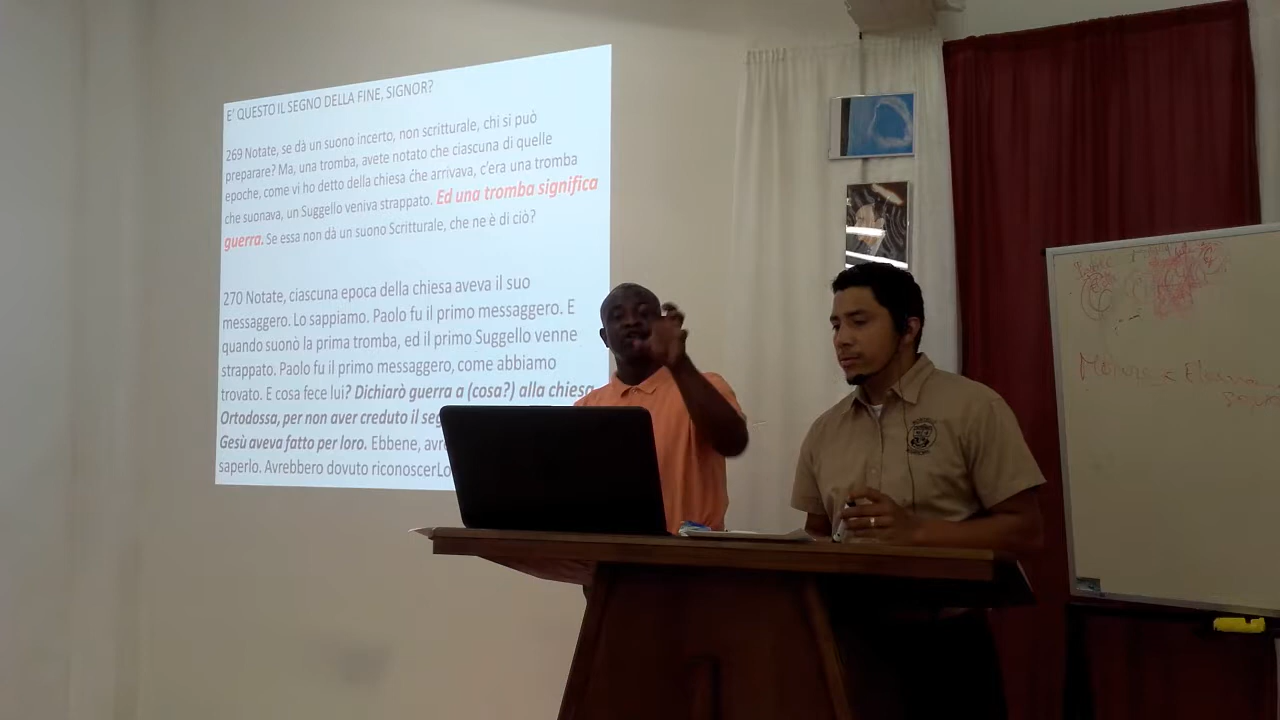 E' QUESTO IL SEGNO DELLA FINE, SIGNOR?
269 Notate, se dà un suono incerto, non scritturale, chi si può
preparare? Ma, una tromba, avete notato che ciascuna di quelle
epoche, come vi ho detto della chiesa che arrivava, c'era una tromba
che suonava, un Suggello veniva strappato. Ed una tromba significa
guerra. Se essa non dà un suono Scritturale, che ne è di ciò?
270 Notate, ciascuna epoca della chiesa aveva il suo
messaggero. Lo sappiamo. Paolo fu il primo messaggero. E
quando suonò la prima tromba, ed il primo Suggello venne
strappato. Paolo fu il primo messaggero, come abbiamo
trovato. E cosa fece lui? Dichiarò guerra a (cosa?) alla chiesa
Ortodossa, per non aver creduto il
Gesù aveva fatto per loro. Ebbene,
saperlo. Avrebbero dovuto riconoscerLo